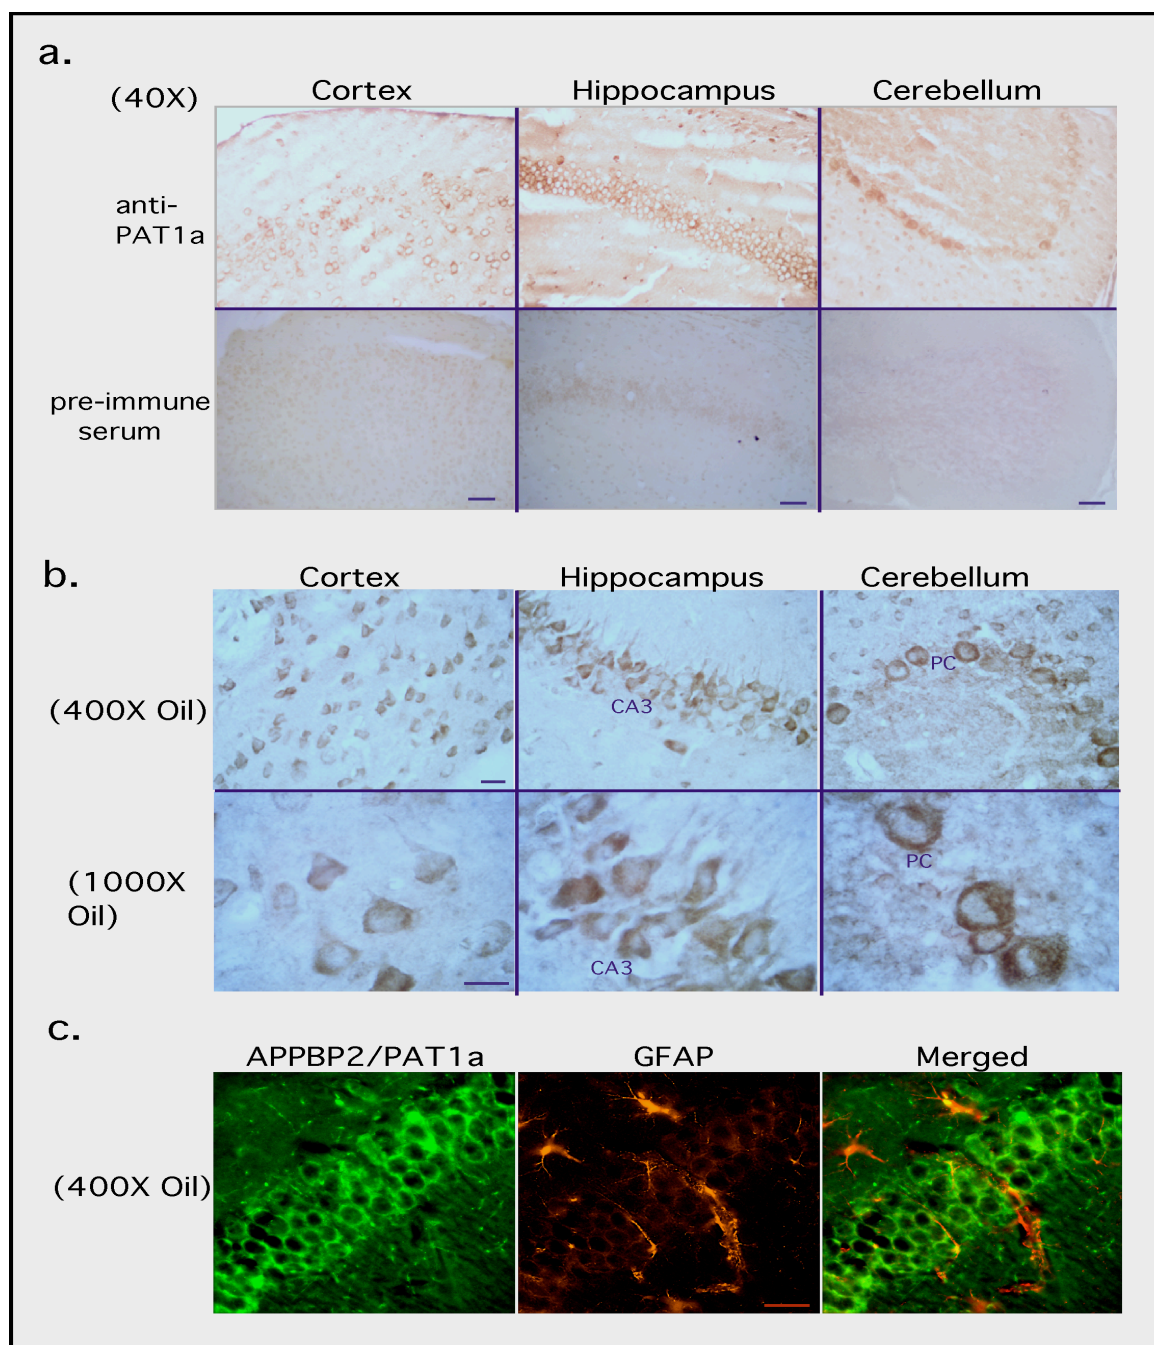 a.
(40X)
Cortex
Hippocampus
Cerebellum
anti-
PAT1a
pre-immune
serum
b.
Cortex
Hippocampus
Cerebellum
(400X Oil)
CA3
PC
(1000X
Oil)
CA3
PC
c.
APPBP2/PAT1a
GFAP
Merged
(400X Oil)